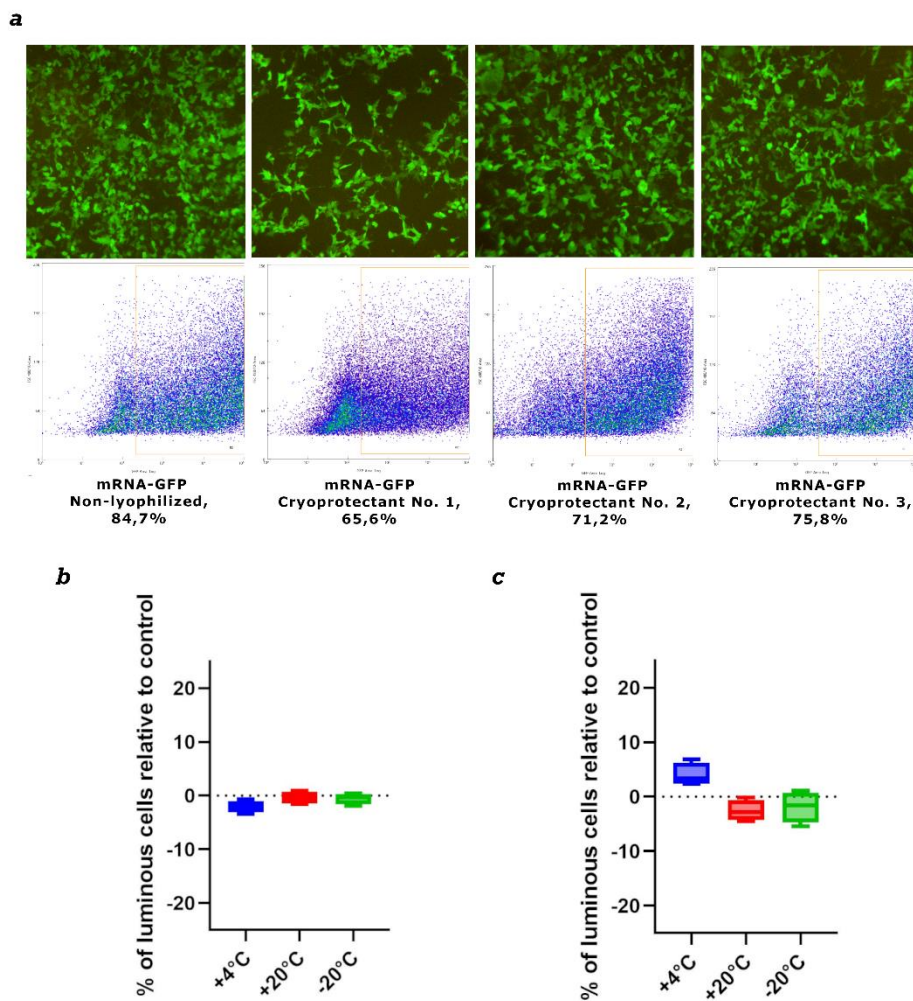 a
mRNA-GFP
Non-lyophilized,
84,7%
mRNA-GFP
Cryoprotectant No. 1,
65,6%
mRNA-GFP
Cryoprotectant No. 2,
71,2%
mRNA-GFP
Cryoprotectant No. 3,
75,8%
b
% of luminous cells relative to control
20
10
0
-10
-20
+4°C
+20°C
-20°C
c
% of luminous cells relative to control
20
10
0
-10
-20
+4°C
+20°C
-20°C